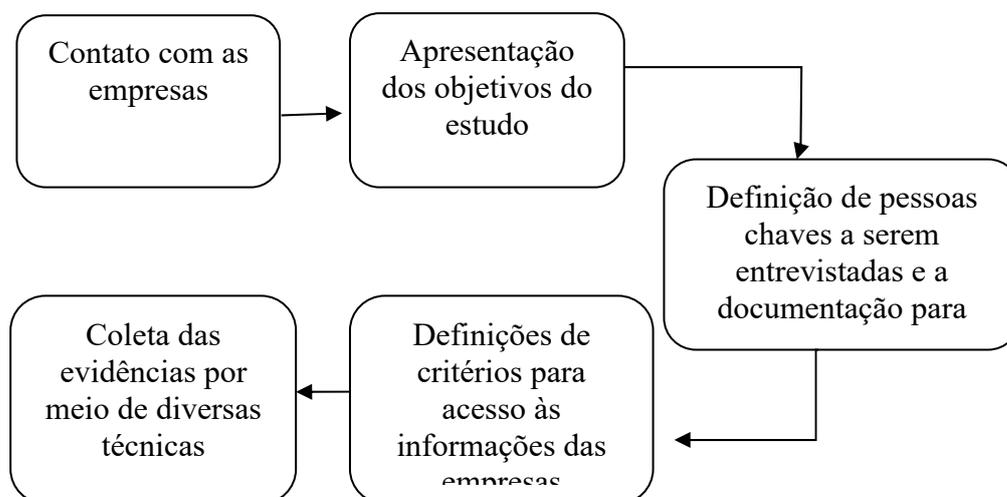 Contato com as
empresas
Apresentação
dos objetivos do
estudo
Definição de pessoas
chaves a serem
entrevistadas e a
documentação para
Definições de
critérios para
acesso às
informações das
empresas
Coleta das
evidências por
meio de diversas
técnicas